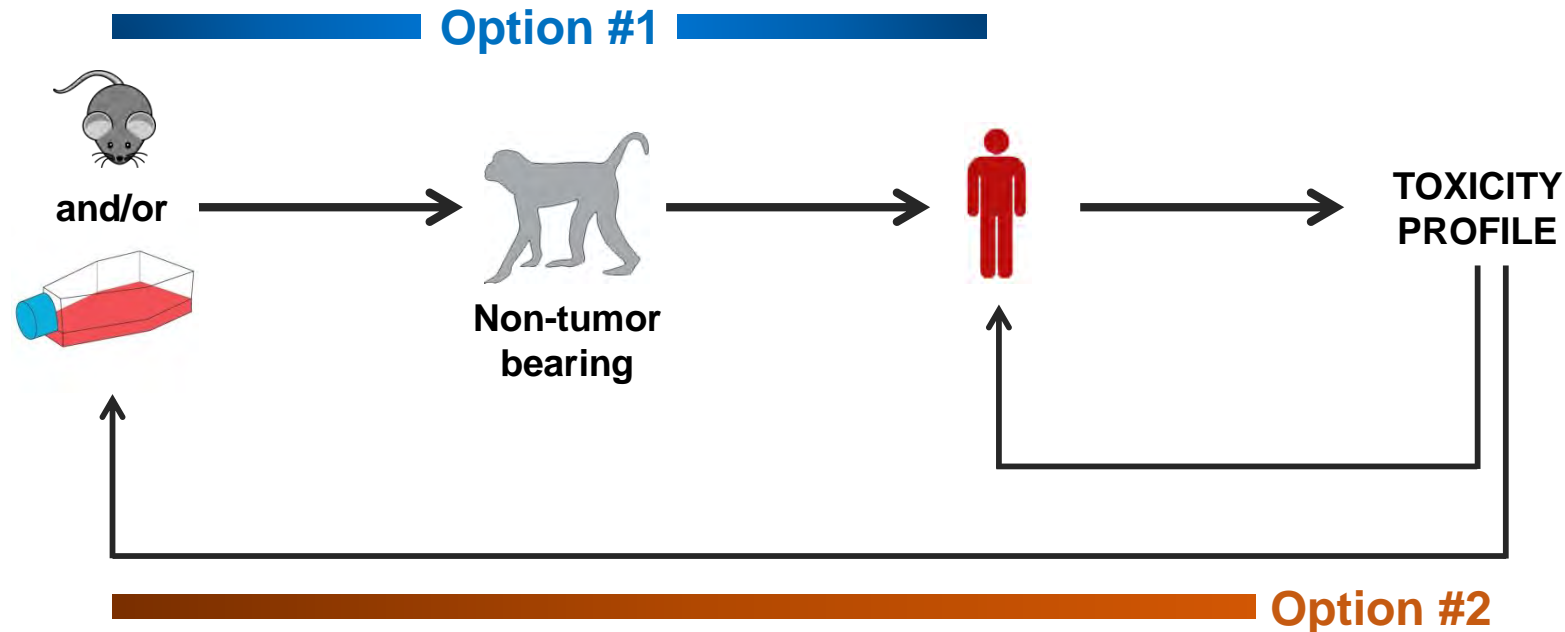 Option #1
and/or
Non-tumor
bearing
TOXICITY
PROFILE
Option #2